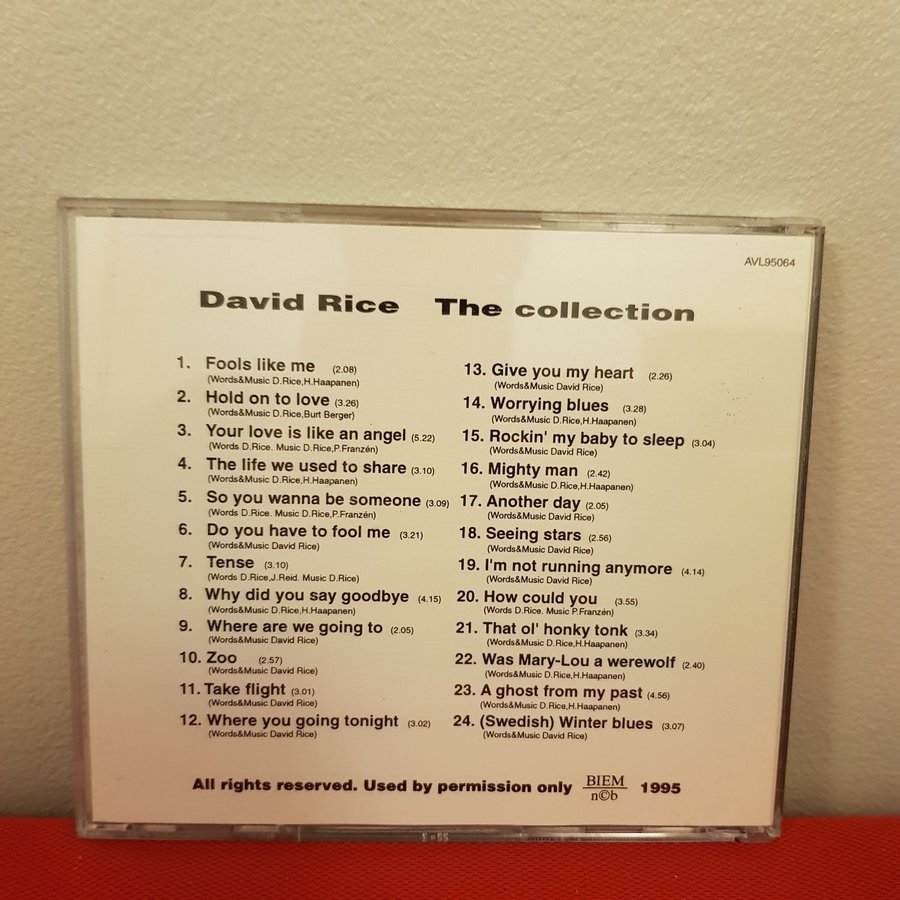 AVL95064
David Rice The collection
1. Fools like me (2.08)
(Words&Music D.Rice,H.Haapanen)
2. Hold on to love (3.26)
(Words&Music D.Rice,Burt Berger)
3. Your love is like an angel (5.22)
(Words D.Rice. Music D.Rice,P.Franzén)
4. The life we used to share (3.10)
(Words&Music D.Rice,H.Haapanen)
5. So you wanna be someone (3.09)
(Words D.Rice. Music D.Rice,P.Franzén)
6. Do you have to fool me (3.21)
(Words&Music David Rice)
7. Tense (3.10)
(Words D.Rice,J.Reid. Music D.Rice)
8. Why did you say goodbye (4.15)
(Words&Music D.Rice,H.Haapanen)
9. Where are we going to (2.05)
(Words&Music David Rice)
10. Zoo (2.57)
(Words&Music David Rice)
11. Take flight (3.01)
(Words&Music David Rice)
12. Where you going tonight (3.02)
(Words&Music David Rice)
13. Give you my heart (2.26)
(Words&Music David Rice)
14. Worrying blues (3.28)
(Words&Music D.Rice,H.Haapanen)
15. Rockin' my baby to sleep (3.04)
(Words&Music David Rice)
16. Mighty man (2.42)
(Words&Music D.Rice,H.Haapanen)
17. Another day (2.05)
(Words&Music David Rice)
18. Seeing stars (2.56)
(Words&Music David Rice)
19. I'm not running anymore (4.14)
(Words&Music David Rice)
20. How could you (3.55)
(Words D.Rice. Music P.Franzén)
21. That ol' honky tonk (3.34)
(Words&Music D.Rice,H.Haapanen)
22. Was Mary-Lou a werewolf (2.40)
(Words&Music D.Rice,H.Haapanen)
23. A ghost from my past (4.56)
(Words&Music D.Rice,H.Haapanen)
24. (Swedish) Winter blues (3.07)
(Words&Music David Rice)
All rights reserved. Used by permission only BIEM n©b 1995